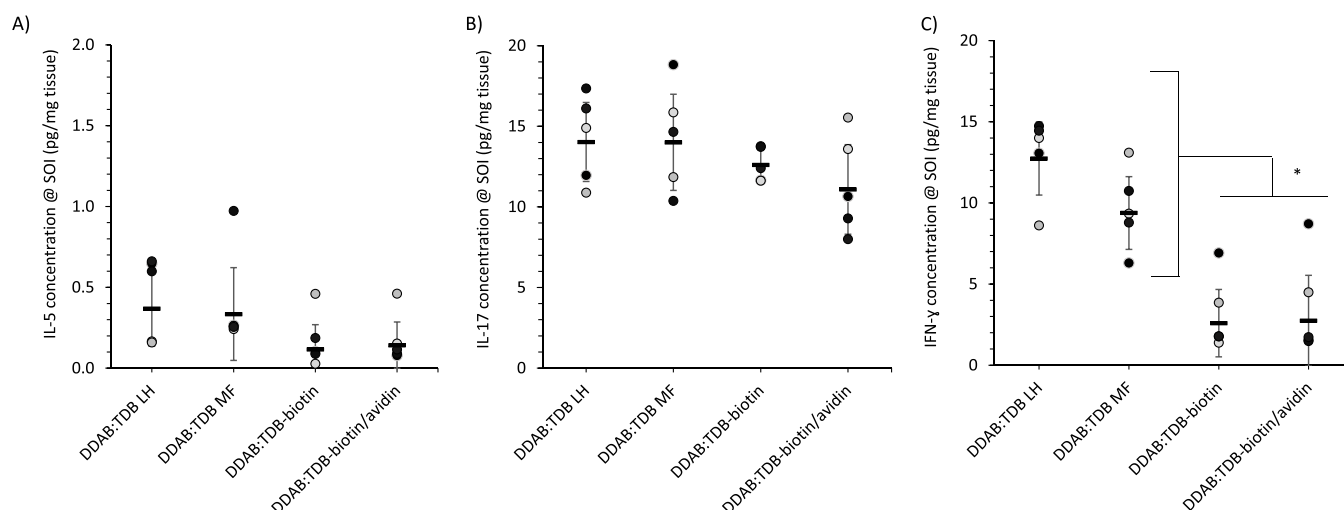 A)
IL-5 concentration @ SOI (pg/mg tissue)
2.0
1.5
1.0
0.5
0.0
DDAB:TDB LH
DDAB:TDB MF
DDAB:TDB-biotin
DDAB:TDB-biotin/avidin
B)
IL-17 concentration @ SOI (pg/mg tissue)
20
15
10
5
0
DDAB:TDB LH
DDAB:TDB MF
DDAB:TDB-biotin
DDAB:TDB-biotin/avidin
C)
IFN-γ concentration @ SOI (pg/mg tissue)
20
15
10
5
0
*
DDAB:TDB LH
DDAB:TDB MF
DDAB:TDB-biotin
DDAB:TDB-biotin/avidin